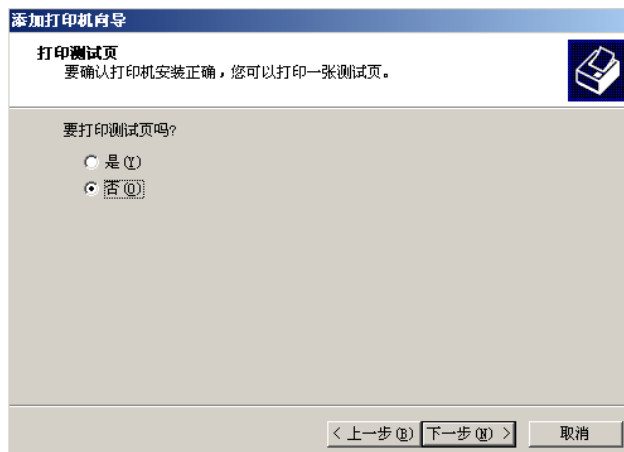 添加打印机向导
打印测试页
要确认打印机安装正确，您可以打印一张测试页。
要打印测试页吗?
是(Y)
否(O)
< 上一步(B) 下一步(N) > 取消